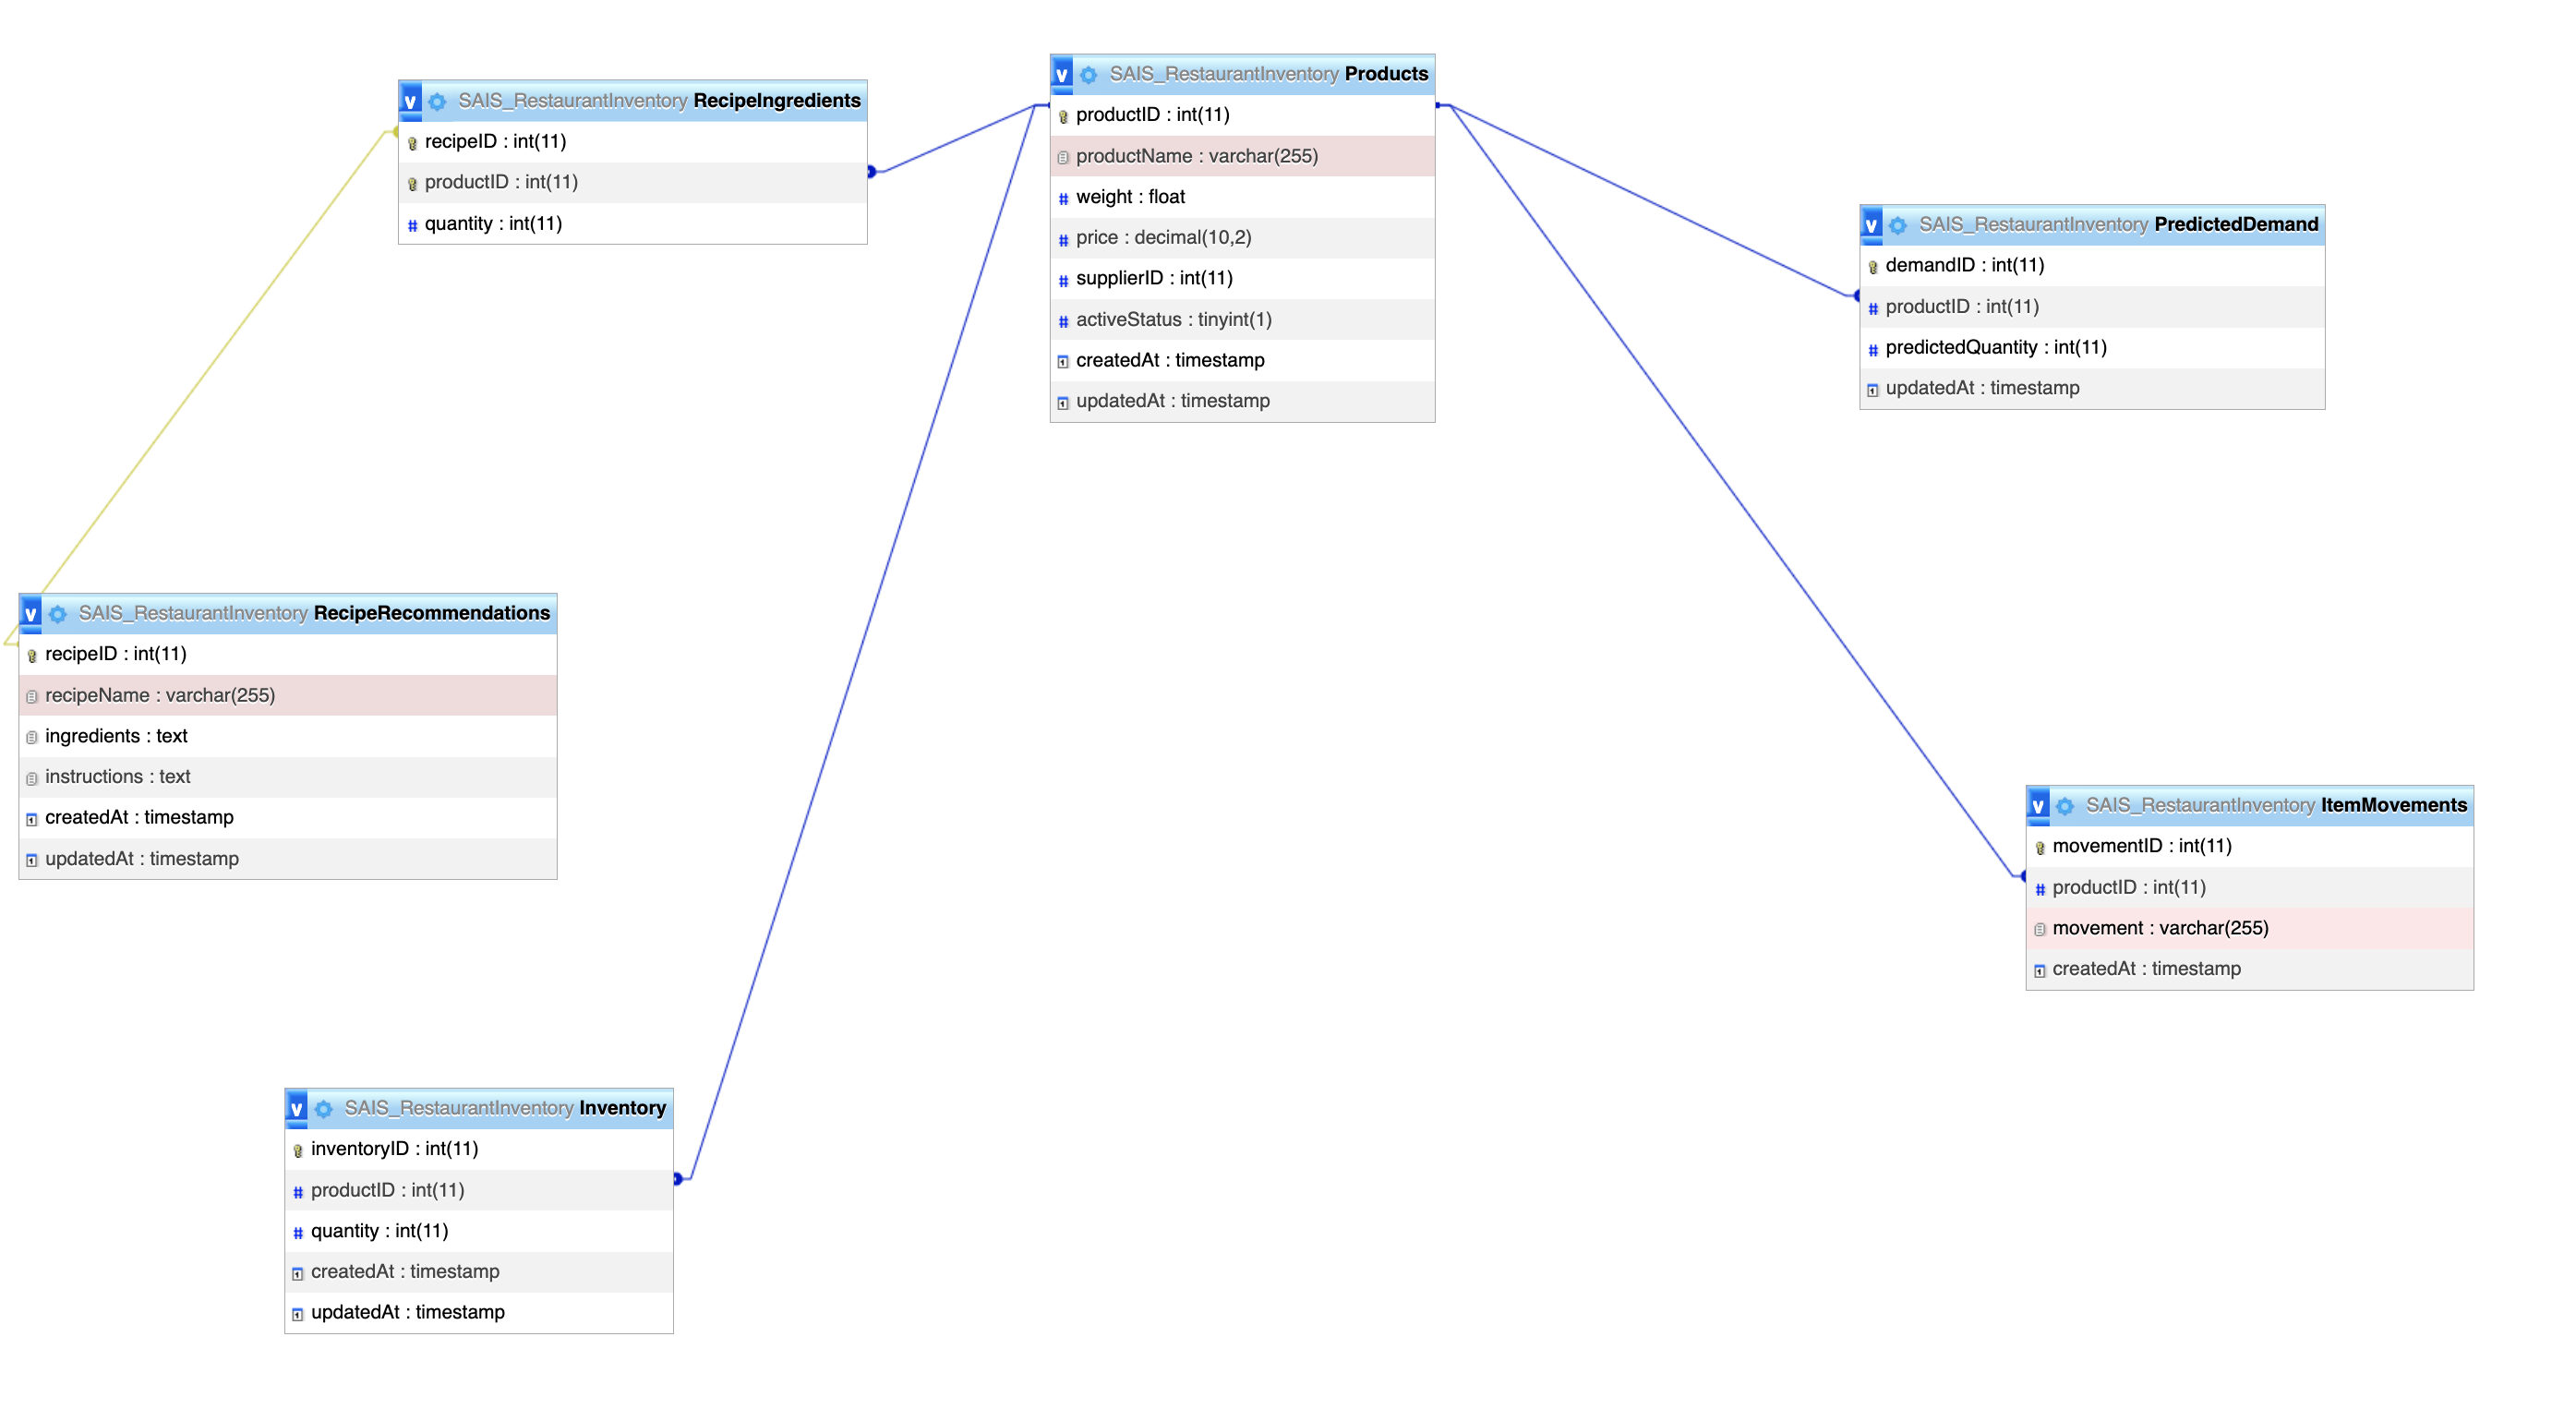 SAIS_RestaurantInventory RecipeIngredients
recipeID : int(11)
productID : int(11)
quantity : int(11)
SAIS_RestaurantInventory Products
productID : int(11)
productName : varchar(255)
weight : float
price : decimal(10,2)
supplierID : int(11)
activeStatus : tinyint(1)
createdAt : timestamp
updatedAt : timestamp
SAIS_RestaurantInventory PredictedDemand
demandID : int(11)
productID : int(11)
predictedQuantity : int(11)
updatedAt : timestamp
SAIS_RestaurantInventory RecipeRecommendations
recipeID : int(11)
recipeName : varchar(255)
ingredients : text
instructions : text
createdAt : timestamp
updatedAt : timestamp
SAIS_RestaurantInventory ItemMovements
movementID : int(11)
productID : int(11)
movement : varchar(255)
createdAt : timestamp
SAIS_RestaurantInventory Inventory
inventoryID : int(11)
productID : int(11)
quantity : int(11)
createdAt : timestamp
updatedAt : timestamp